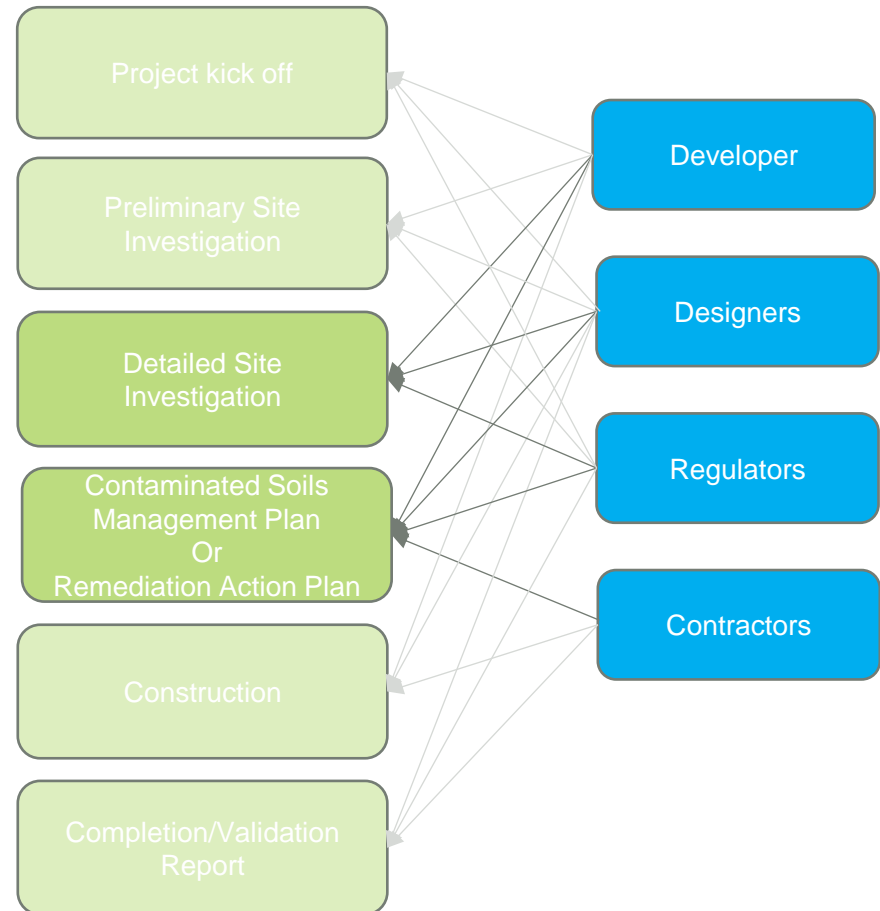 Project kick off
Preliminary Site
Investigation
Detailed Site
Investigation
Contaminated Soils
Management Plan
Or
Remediation Action Plan
Construction
Completion/Validation
Report
Developer
Designers
Regulators
Contractors